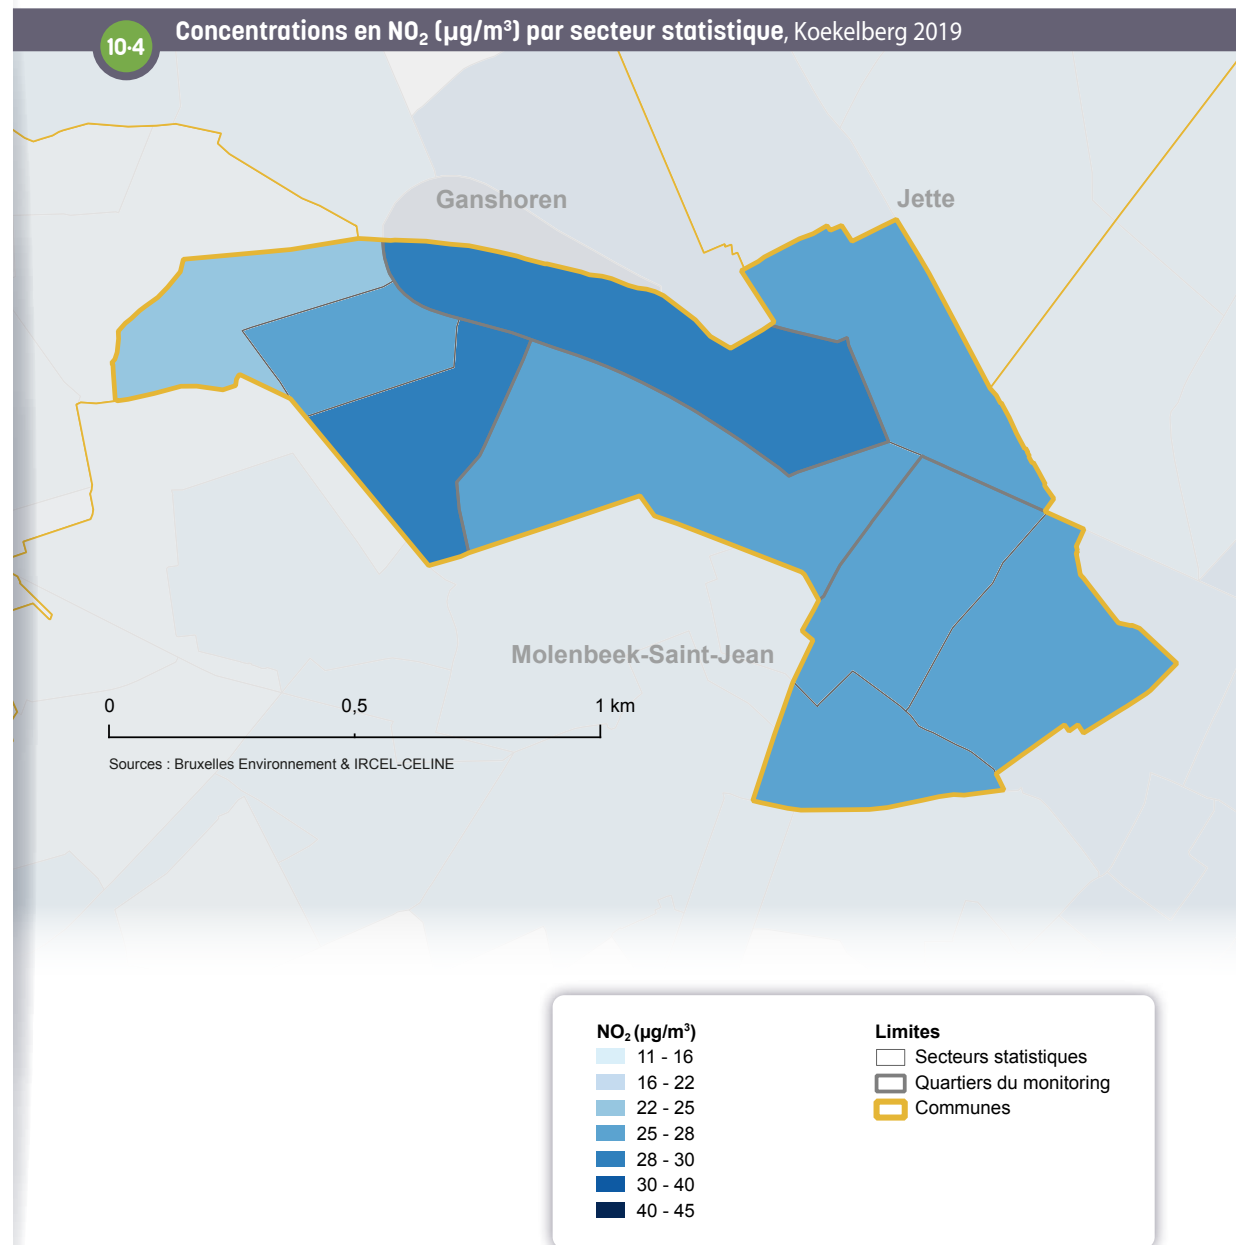 10·4
Concentrations en NO₂ (µg/m³) par secteur statistique, Koekelberg 2019
Ganshoren
Jette
Molenbeek-Saint-Jean
0 0,5 1 km
Sources : Bruxelles Environnement & IRCEL-CELINE
NO₂ (µg/m³)
11 - 16
16 - 22
22 - 25
25 - 28
28 - 30
30 - 40
40 - 45
Limites
Secteurs statistiques
Quartiers du monitoring
Communes